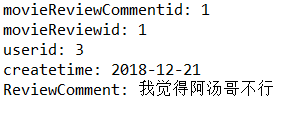 movieReviewCommentid: 1
movieReviewid: 1
userid: 3
createtime: 2018-12-21
ReviewComment: 我觉得阿汤哥不行